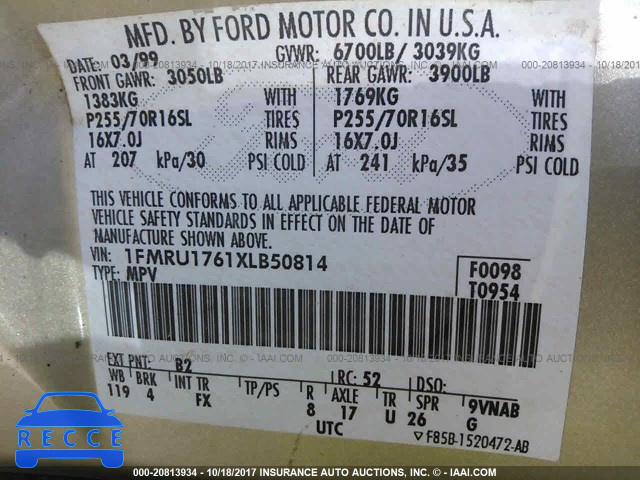 MFD. BY FORD MOTOR CO. IN U.S.A.
DATE: 03/99 GVWR: 6700LB/ 3039KG
FRONT GAWR: 3050LB REAR GAWR: 3900LB
1383KG WITH 1769KG WITH
P255/70R16SL TIRES P255/70R16SL TIRES
16X7.0J RIMS 16X7.0J RIMS
AT 207 kPa/30 PSI COLD AT 241 kPa/35 PSI COLD
THIS VEHICLE CONFORMS TO ALL APPLICABLE FEDERAL MOTOR
VEHICLE SAFETY STANDARDS IN EFFECT ON THE DATE OF
MANUFACTURE SHOWN ABOVE.
VIN: 1FMRU1761XLB50814 F0098
TYPE: MPV T0954
EXT PNT: B2 RC: 52 DSO:
WB BRK INT TR TP/PS R AXLE TR SPR 9VNAB
119 4 FX 8 17 U 26 G
UTC ▽F85B-1520472-AB
RECCE
000-20813934 - 10/18/2017 INSURANCE AUTO AUCTIONS - ©IAAI.COM